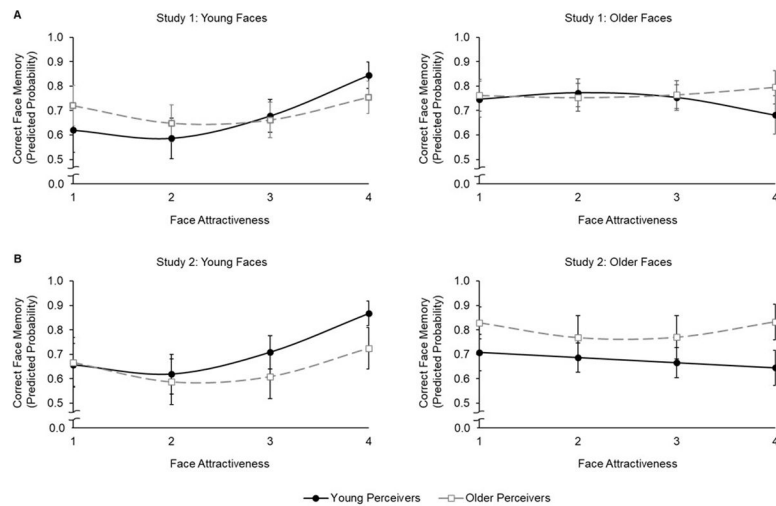 A
Study 1: Young Faces
Correct Face Memory
(Predicted Probability)
1.0
0.9
0.8
0.7
0.6
0.5
0.0
1 2 3 4
Face Attractiveness
Study 1: Older Faces
Correct Face Memory
(Predicted Probability)
1.0
0.9
0.8
0.7
0.6
0.5
0.0
1 2 3 4
Face Attractiveness
B
Study 2: Young Faces
Correct Face Memory
(Predicted Probability)
1.0
0.9
0.8
0.7
0.6
0.5
0.0
1 2 3 4
Face Attractiveness
Study 2: Older Faces
Correct Face Memory
(Predicted Probability)
1.0
0.9
0.8
0.7
0.6
0.5
0.0
1 2 3 4
Face Attractiveness
Young Perceivers Older Perceivers